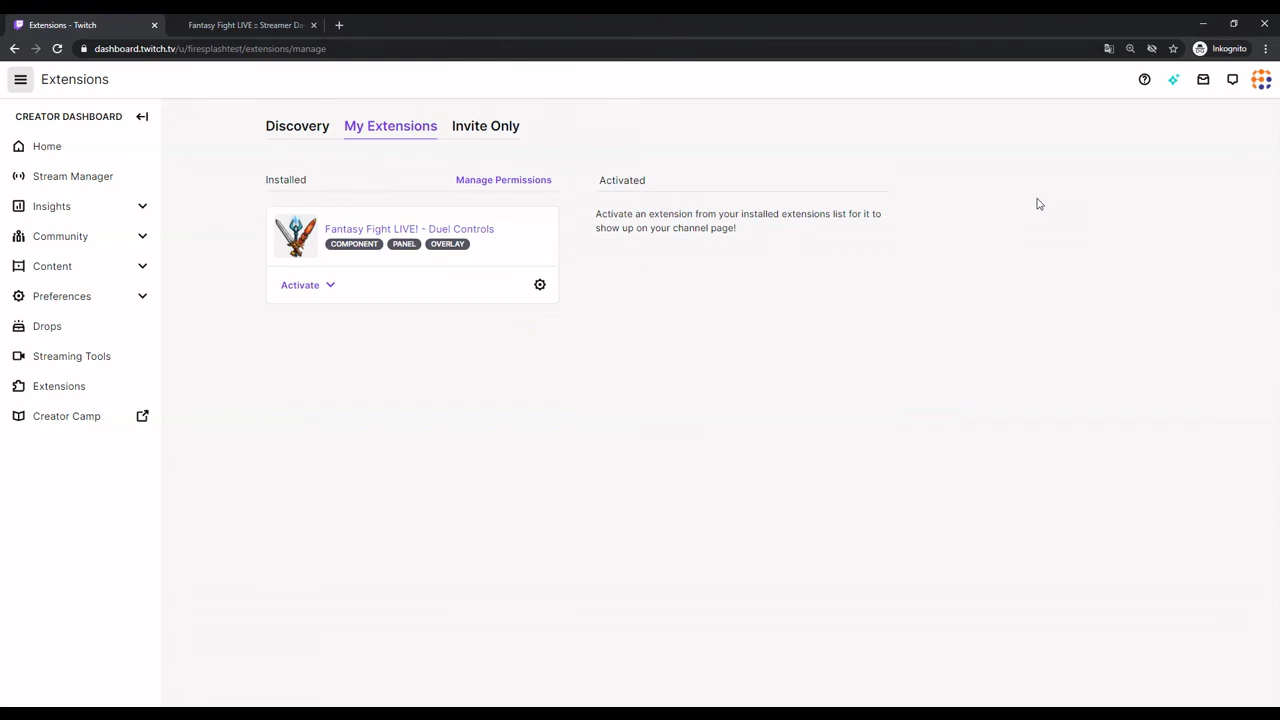 Extensions - Twitch
Fantasy Fight LIVE :: Streamer Da
dashboard.twitch.tv/u/firesplashtest/extensions/manage
Inkognito
Extensions
CREATOR DASHBOARD
Home
Stream Manager
Insights
Community
Content
Preferences
Drops
Streaming Tools
Extensions
Creator Camp
Discovery
My Extensions
Invite Only
Installed
Manage Permissions
Fantasy Fight LIVE! - Duel Controls
COMPONENT PANEL OVERLAY
Activate
Activated
Activate an extension from your installed extensions list for it to
show up on your channel page!